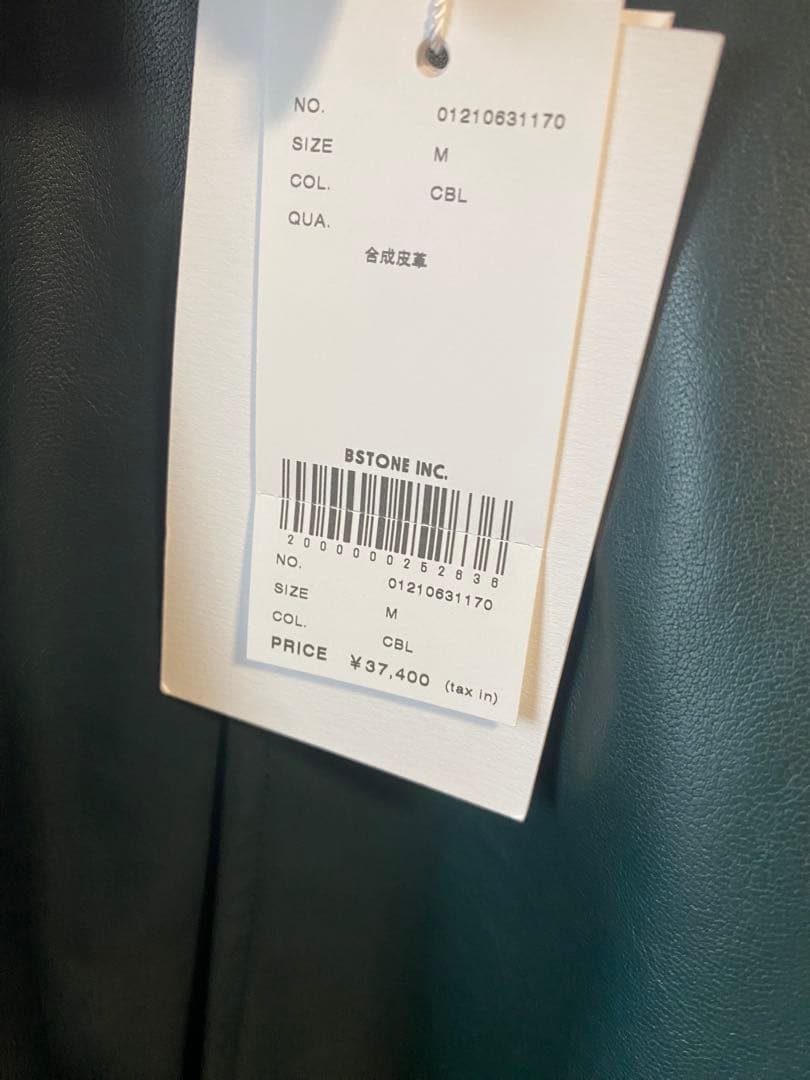 NO. 01210631170
SIZE M
COL. CBL
QUA.
合成皮革
BSTONE INC.
2000000252636
NO. 01210631170
SIZE M
COL. CBL
PRICE ¥37,400 (tax in)